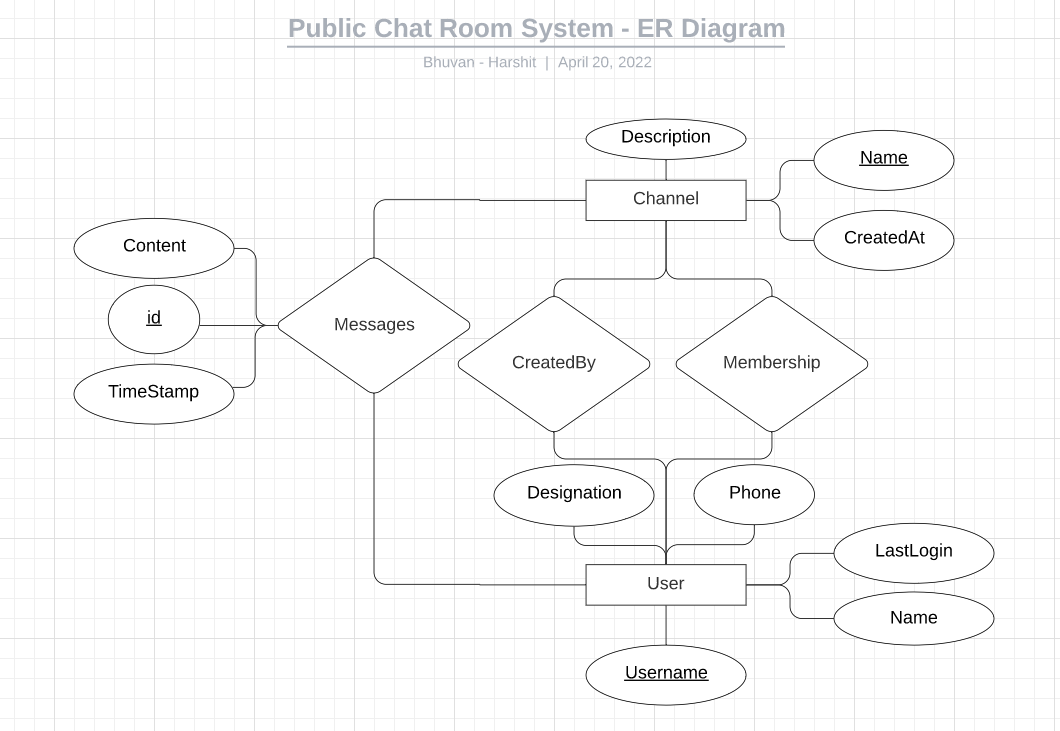 Public Chat Room System - ER Diagram
Bhuvan - Harshit | April 20, 2022
Description
Name
Channel
CreatedAt
Content
id
Messages
TimeStamp
CreatedBy
Membership
Designation
Phone
LastLogin
User
Name
Username